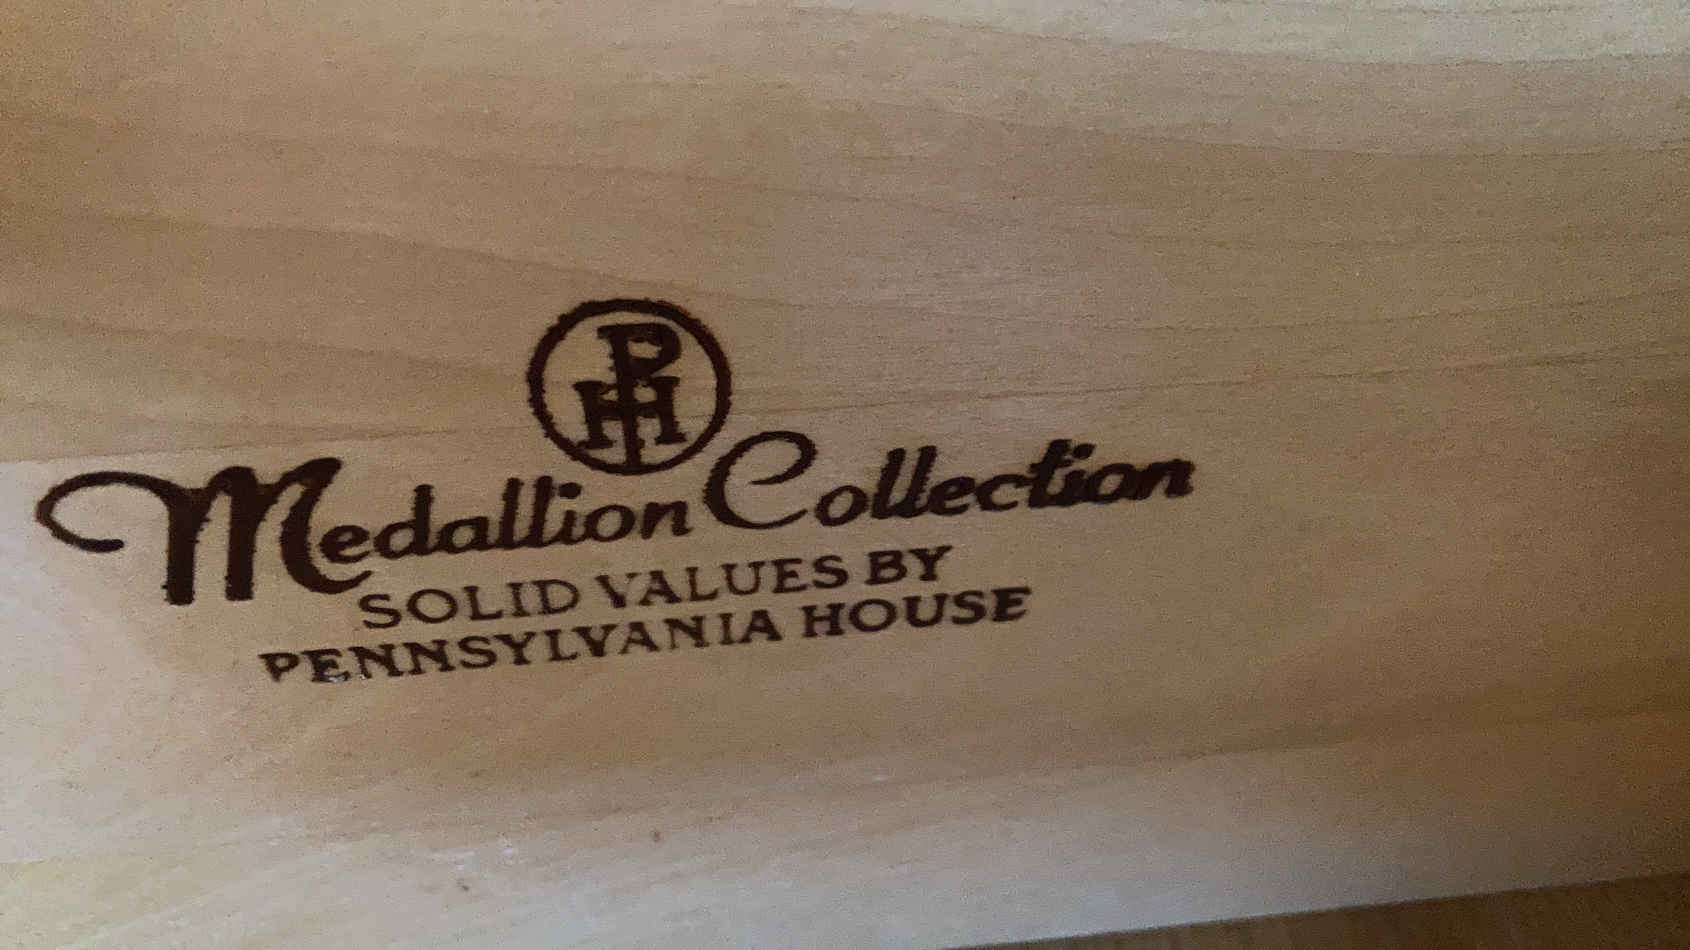 PH
Medallion Collection
SOLID VALUES BY
PENNSYLVANIA HOUSE